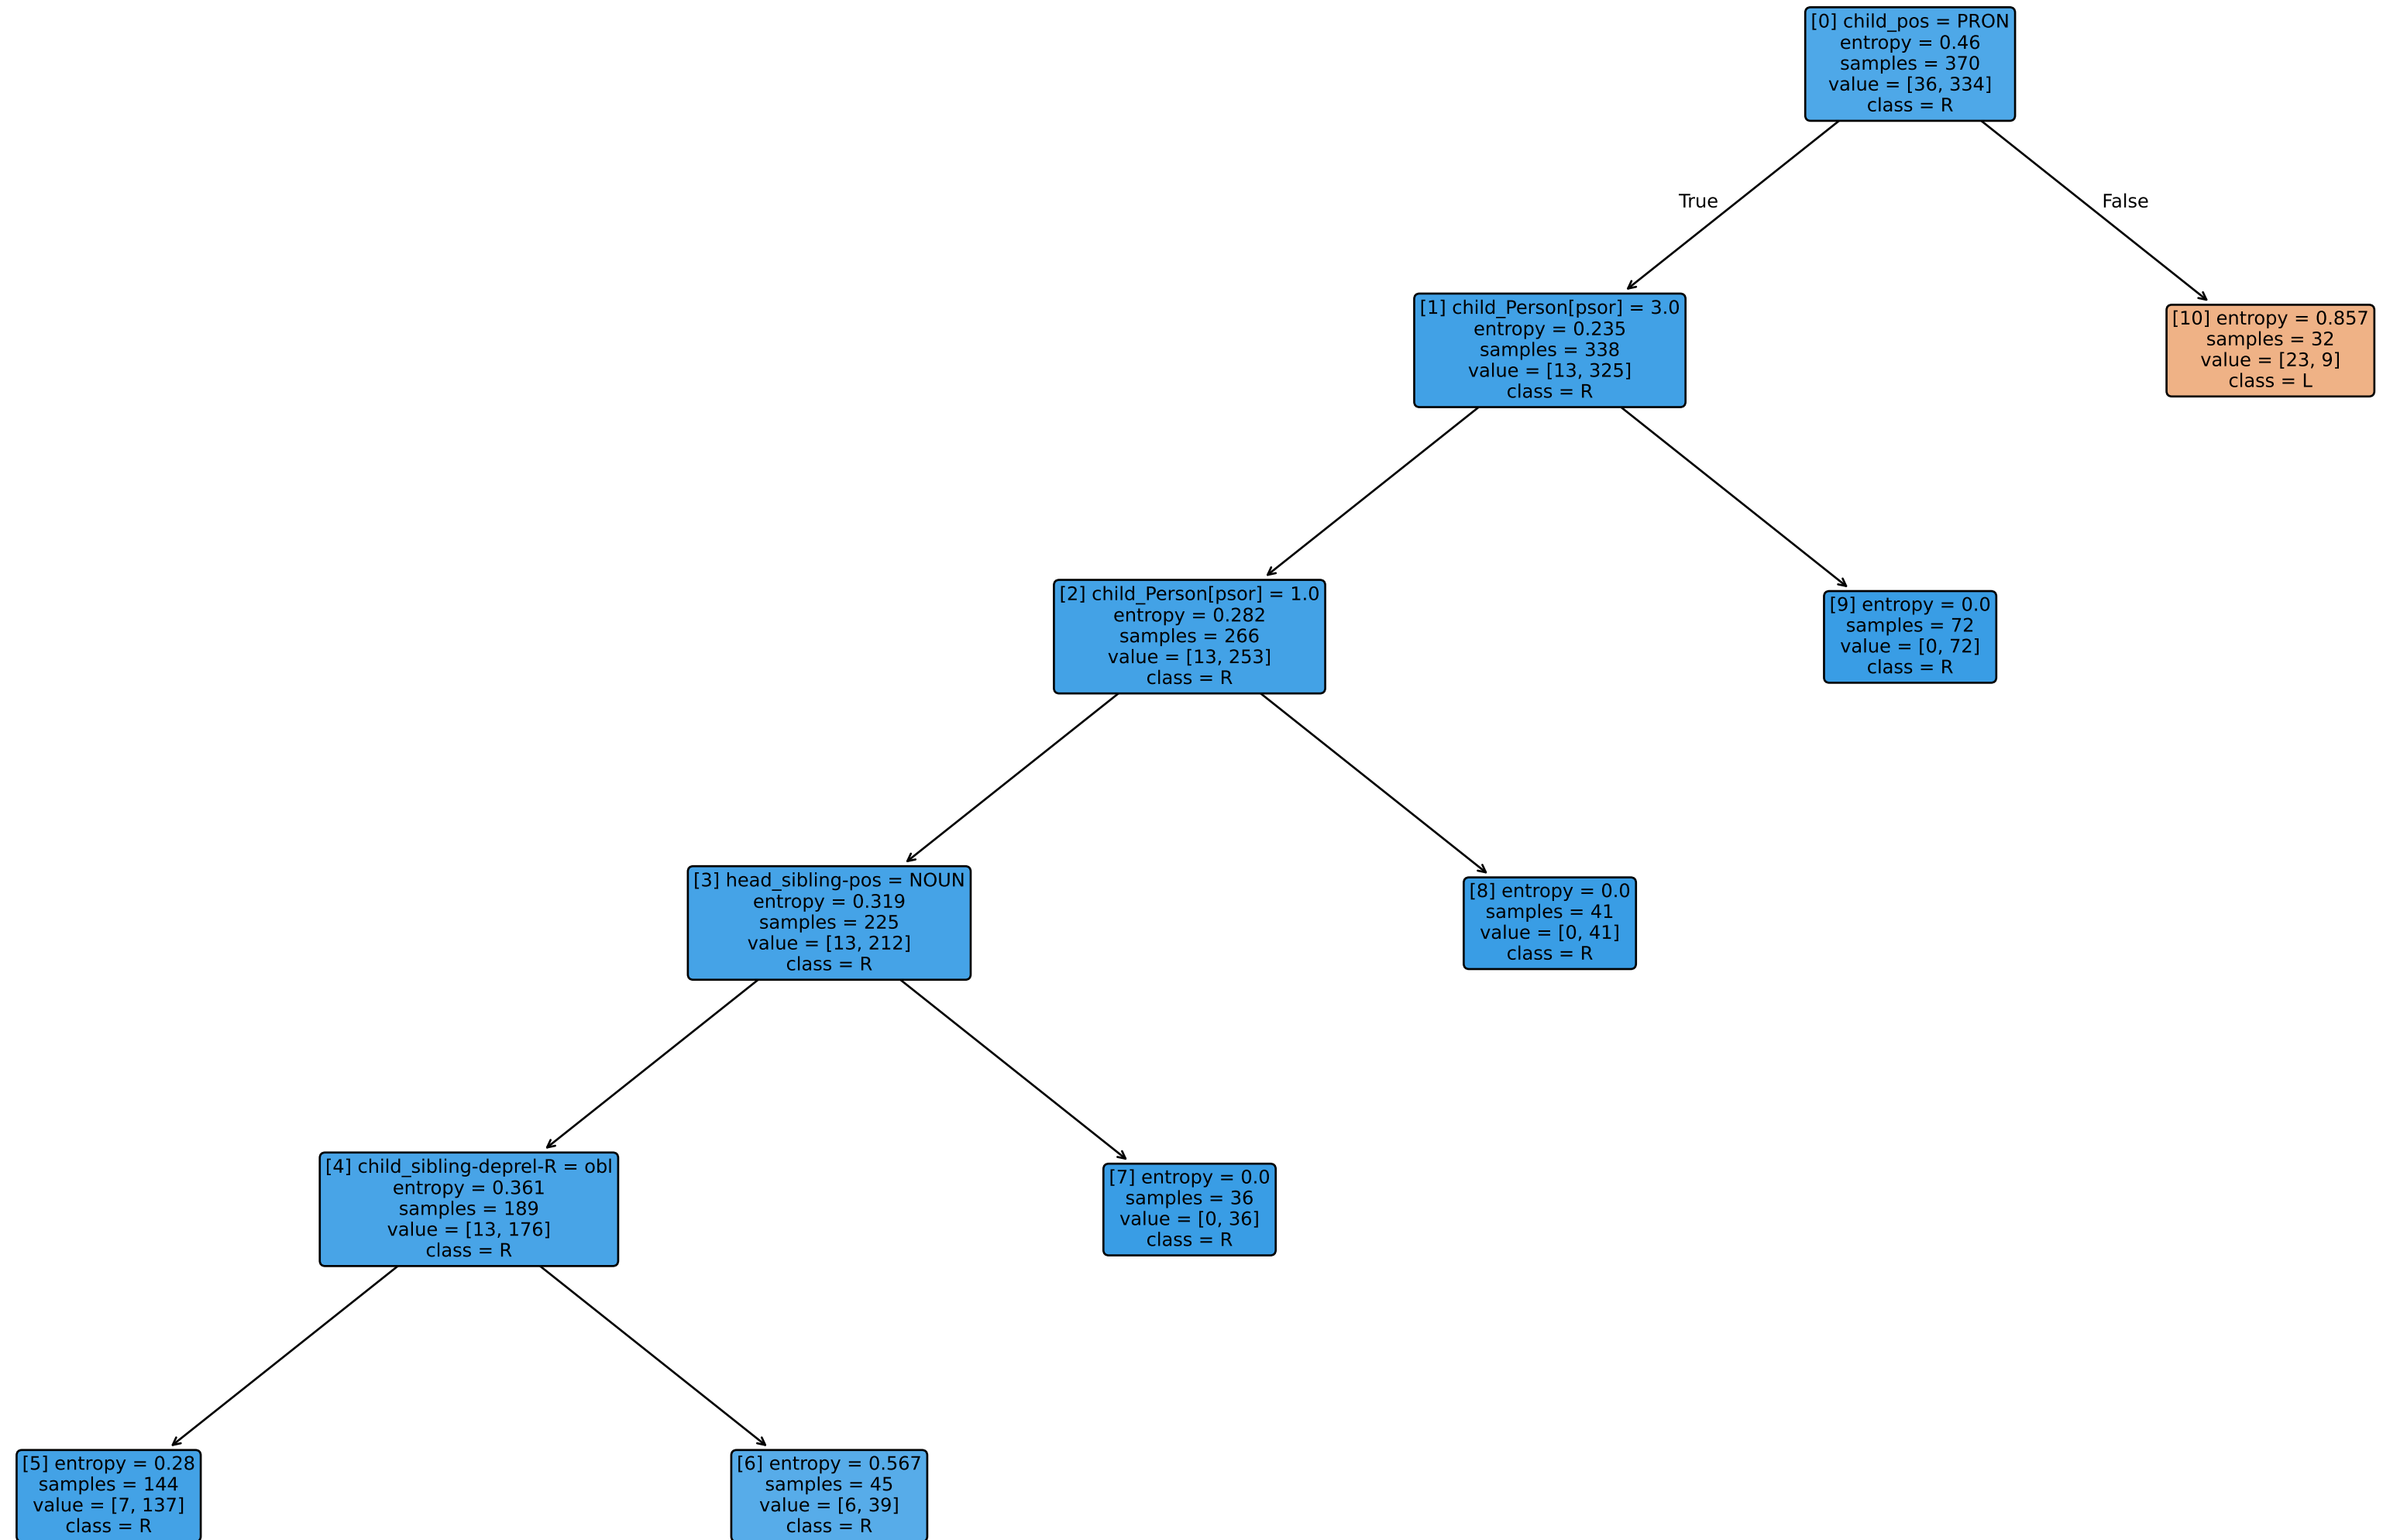 [0] child_pos = PRON
entropy = 0.46
samples = 370
value = [36, 334]
class = R
True
False
[1] child_Person[psor] = 3.0
entropy = 0.235
samples = 338
value = [13, 325]
class = R
[10] entropy = 0.857
samples = 32
value = [23, 9]
class = L
[2] child_Person[psor] = 1.0
entropy = 0.282
samples = 266
value = [13, 253]
class = R
[9] entropy = 0.0
samples = 72
value = [0, 72]
class = R
[3] head_sibling-pos = NOUN
entropy = 0.319
samples = 225
value = [13, 212]
class = R
[8] entropy = 0.0
samples = 41
value = [0, 41]
class = R
[4] child_sibling-deprel-R = obl
entropy = 0.361
samples = 189
value = [13, 176]
class = R
[7] entropy = 0.0
samples = 36
value = [0, 36]
class = R
[5] entropy = 0.28
samples = 144
value = [7, 137]
class = R
[6] entropy = 0.567
samples = 45
value = [6, 39]
class = R